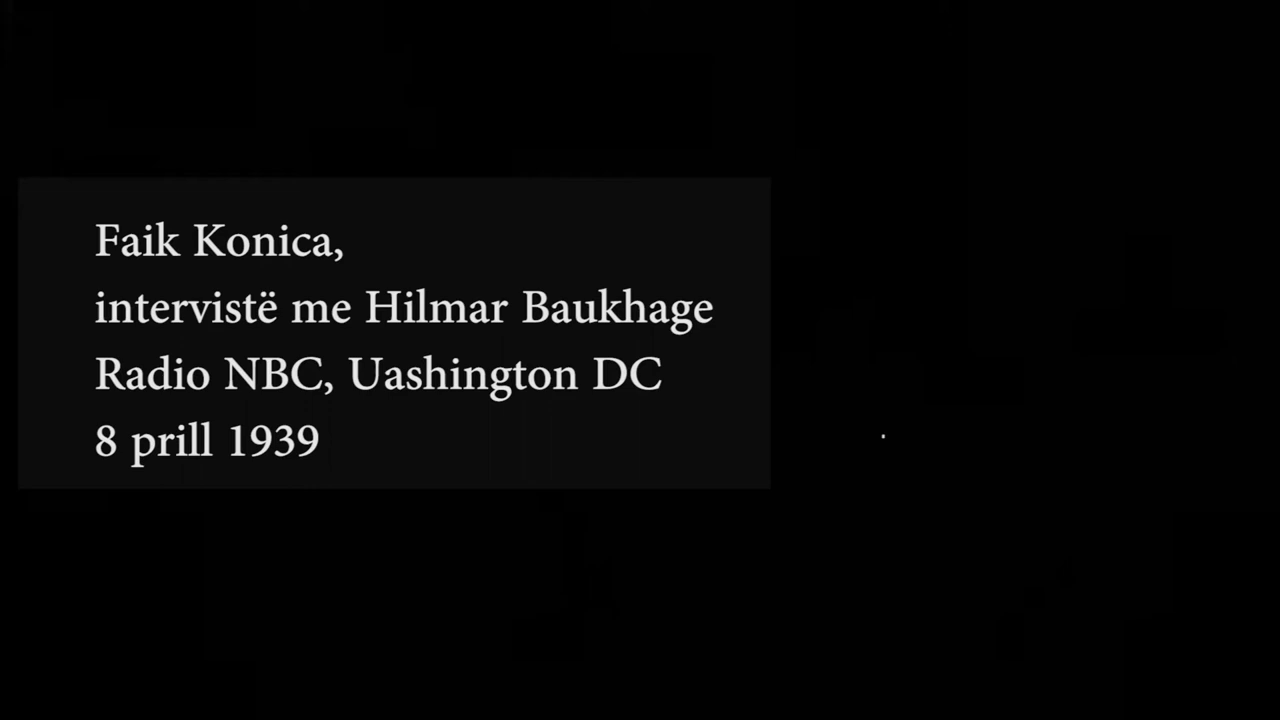 Faik Konica,
intervistë me Hilmar Baukhage
Radio NBC, Uashington DC
8 prill 1939